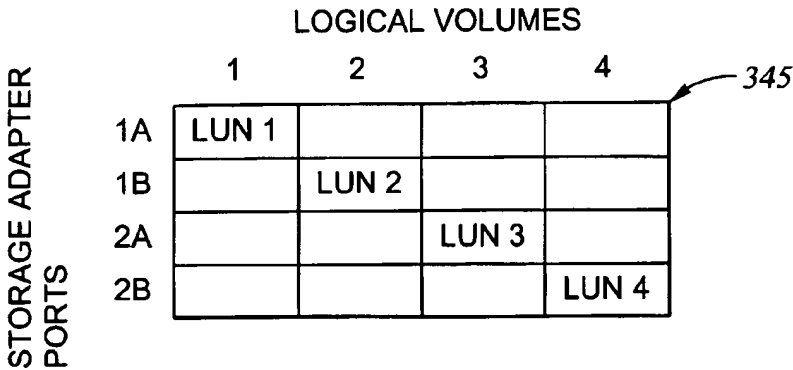 LOGICAL VOLUMES
1 2 3 4
345
STORAGE ADAPTER
PORTS
1A LUN 1
1B LUN 2
2A LUN 3
2B LUN 4